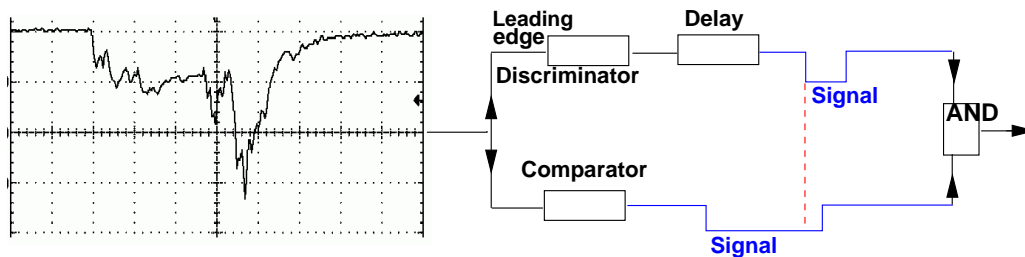 Leading
edge
Discriminator
Delay
Signal
AND
Comparator
Signal